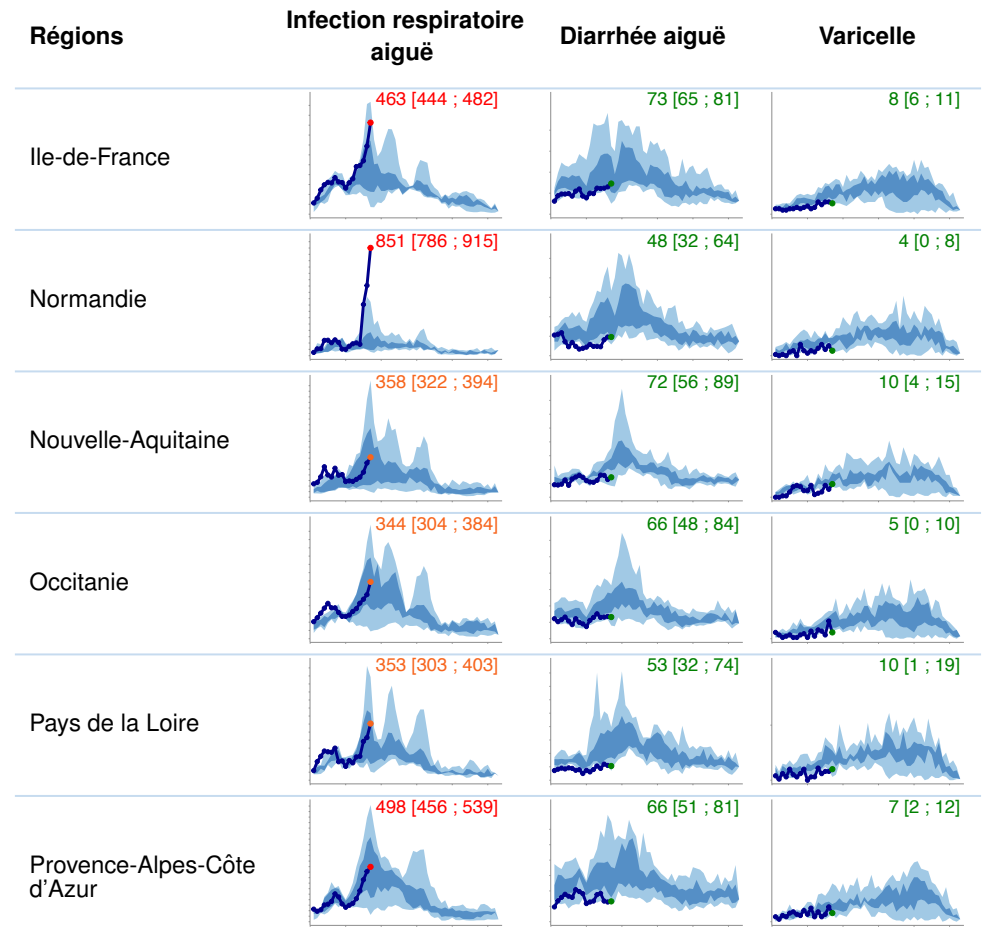 Régions
Infection respiratoire
aiguë
Diarrhée aiguë
Varicelle
Ile-de-France
463 [444 ; 482]
73 [65 ; 81]
8 [6 ; 11]
Normandie
851 [786 ; 915]
48 [32 ; 64]
4 [0 ; 8]
Nouvelle-Aquitaine
358 [322 ; 394]
72 [56 ; 89]
10 [4 ; 15]
Occitanie
344 [304 ; 384]
66 [48 ; 84]
5 [0 ; 10]
Pays de la Loire
353 [303 ; 403]
53 [32 ; 74]
10 [1 ; 19]
Provence-Alpes-Côte
d'Azur
498 [456 ; 539]
66 [51 ; 81]
7 [2 ; 12]